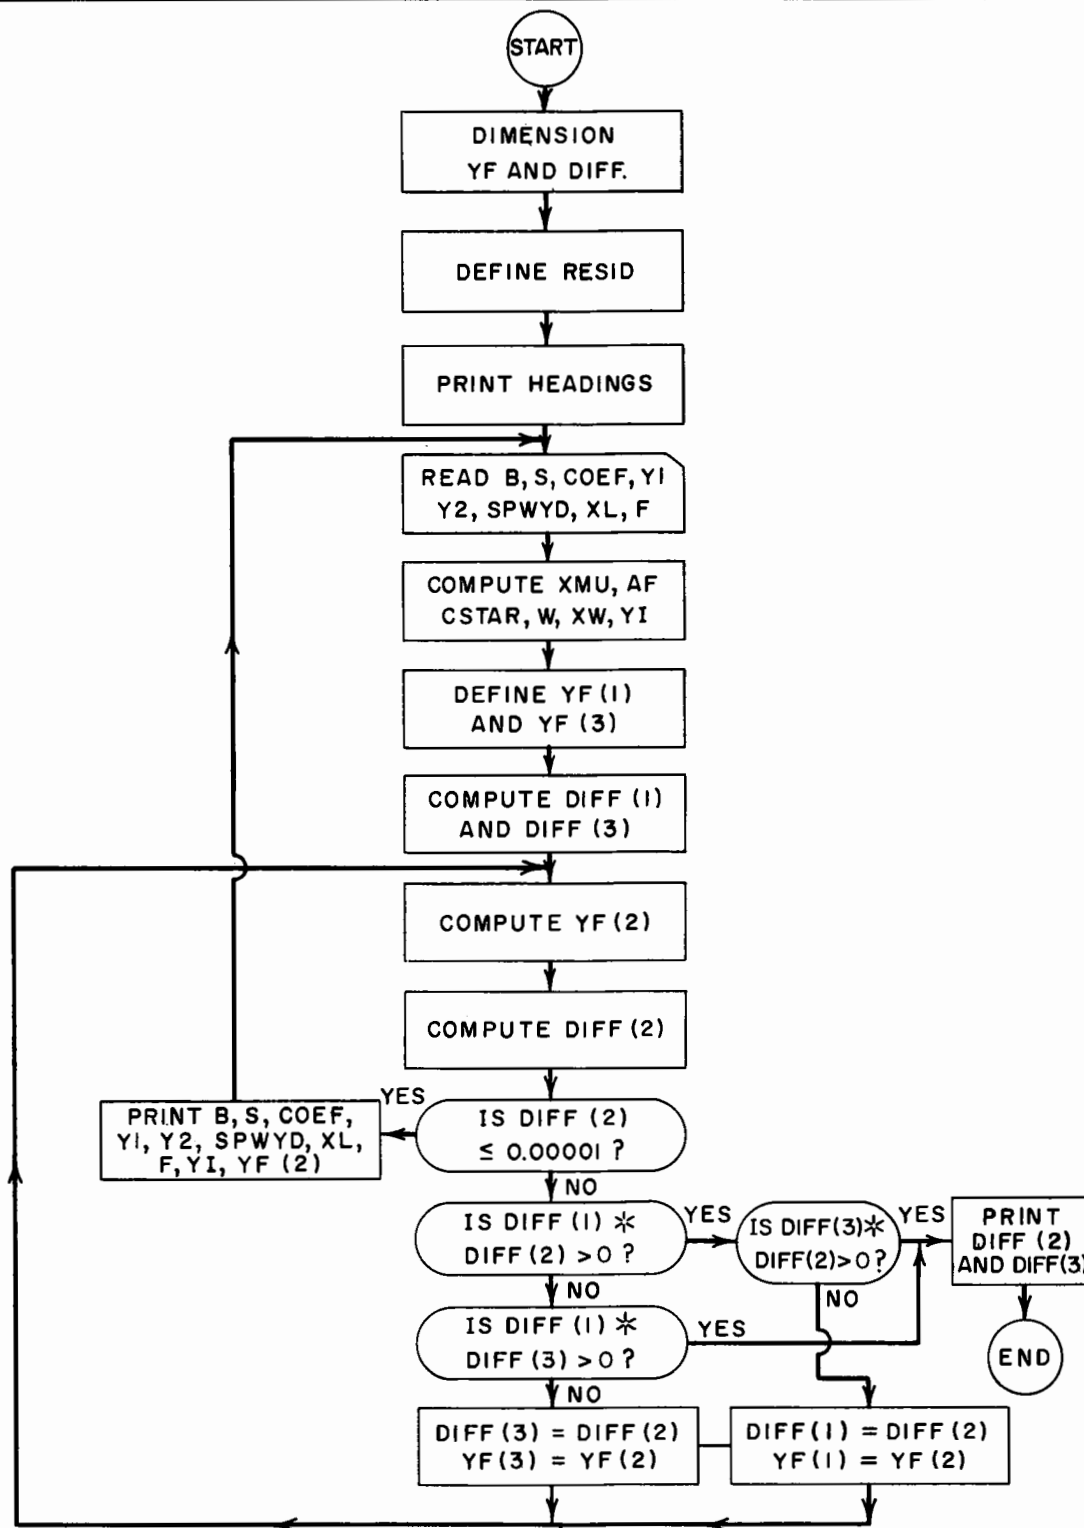 START
DIMENSION
YF AND DIFF.
DEFINE RESID
PRINT HEADINGS
READ B, S, COEF, Y1
Y2, SPWYD, XL, F
COMPUTE XMU, AF
CSTAR, W, XW, YI
DEFINE YF (1)
AND YF (3)
COMPUTE DIFF (1)
AND DIFF (3)
COMPUTE YF (2)
COMPUTE DIFF (2)
IS DIFF (2)
≤ 0.00001 ?
YES
PRINT B, S, COEF,
Y1, Y2, SPWYD, XL,
F, YI, YF (2)
NO
IS DIFF (1) *
DIFF (2) > 0 ?
YES
IS DIFF(3)*
DIFF(2)>0?
YES
PRINT
DIFF (2)
AND DIFF(3)
NO
NO
IS DIFF (1) *
DIFF (3) > 0 ?
YES
END
NO
DIFF (3) = DIFF (2)
YF (3) = YF (2)
DIFF (1) = DIFF (2)
YF (1) = YF (2)